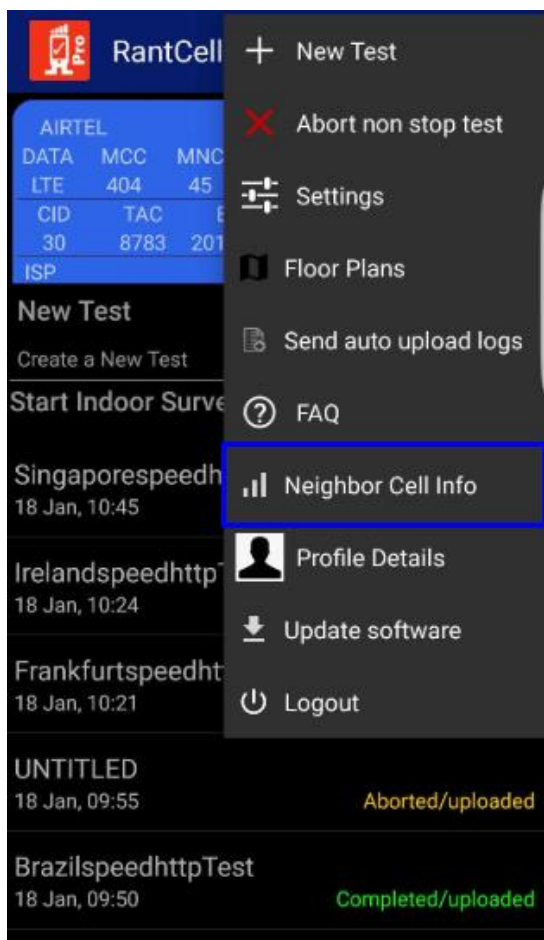 Pro
RantCell
AIRTEL
DATA MCC MNC
LTE 404 45
CID TAC
30 8783 201
ISP
New Test
Create a New Test
Start Indoor Surve
Singaporespeedh
18 Jan, 10:45
Irelandspeedhttp
18 Jan, 10:24
Frankfurtspeedht
18 Jan, 10:21
UNTITLED
18 Jan, 09:55 Aborted/uploaded
BrazilspeedhttpTest
18 Jan, 09:50 Completed/uploaded
New Test
Abort non stop test
Settings
Floor Plans
Send auto upload logs
FAQ
Neighbor Cell Info
Profile Details
Update software
Logout